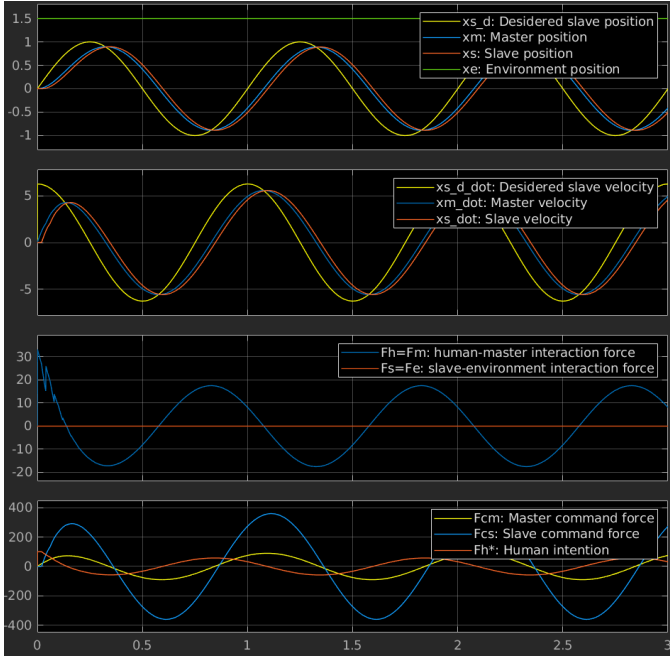 1.5
1
0.5
0
-0.5
-1
xs_d: Desidered slave position
xm: Master position
xs: Slave position
xe: Environment position
5
0
-5
xs_d_dot: Desidered slave velocity
xm_dot: Master velocity
xs_dot: Slave velocity
30
20
10
0
-10
-20
Fh=Fm: human-master interaction force
Fs=Fe: slave-environment interaction force
400
200
0
-200
-400
Fcm: Master command force
Fcs: Slave command force
Fh*: Human intention
0 0.5 1 1.5 2 2.5 3